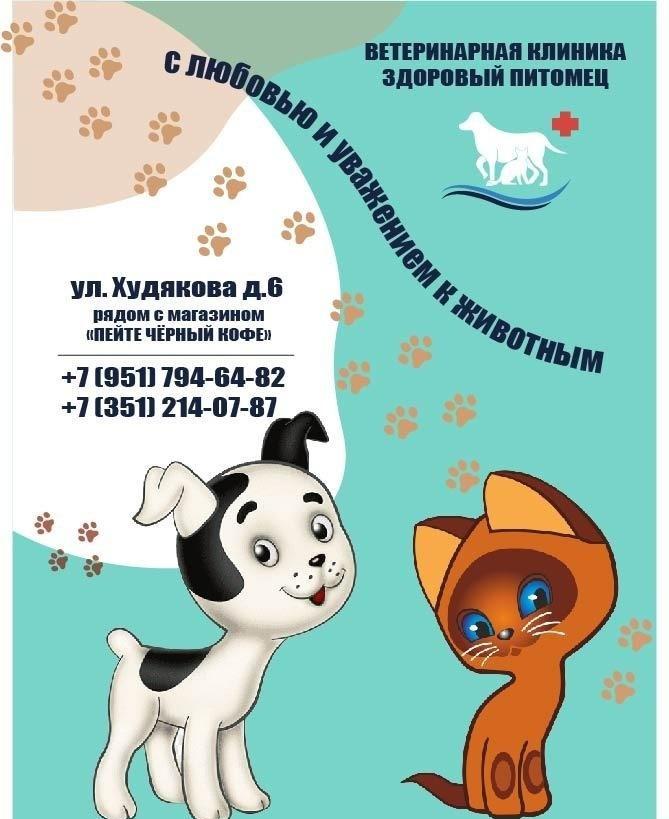 ВЕТЕРИНАРНАЯ КЛИНИКА
ЗДОРОВЫЙ ПИТОМЕЦ
С ЛЮБОВЬЮ И УВАЖЕНИЕМ К ЖИВОТНЫМ
ул. Худякова д.6
рядом с магазином
«ПЕЙТЕ ЧЁРНЫЙ КОФЕ»
+7 (951) 794-64-82
+7 (351) 214-07-87